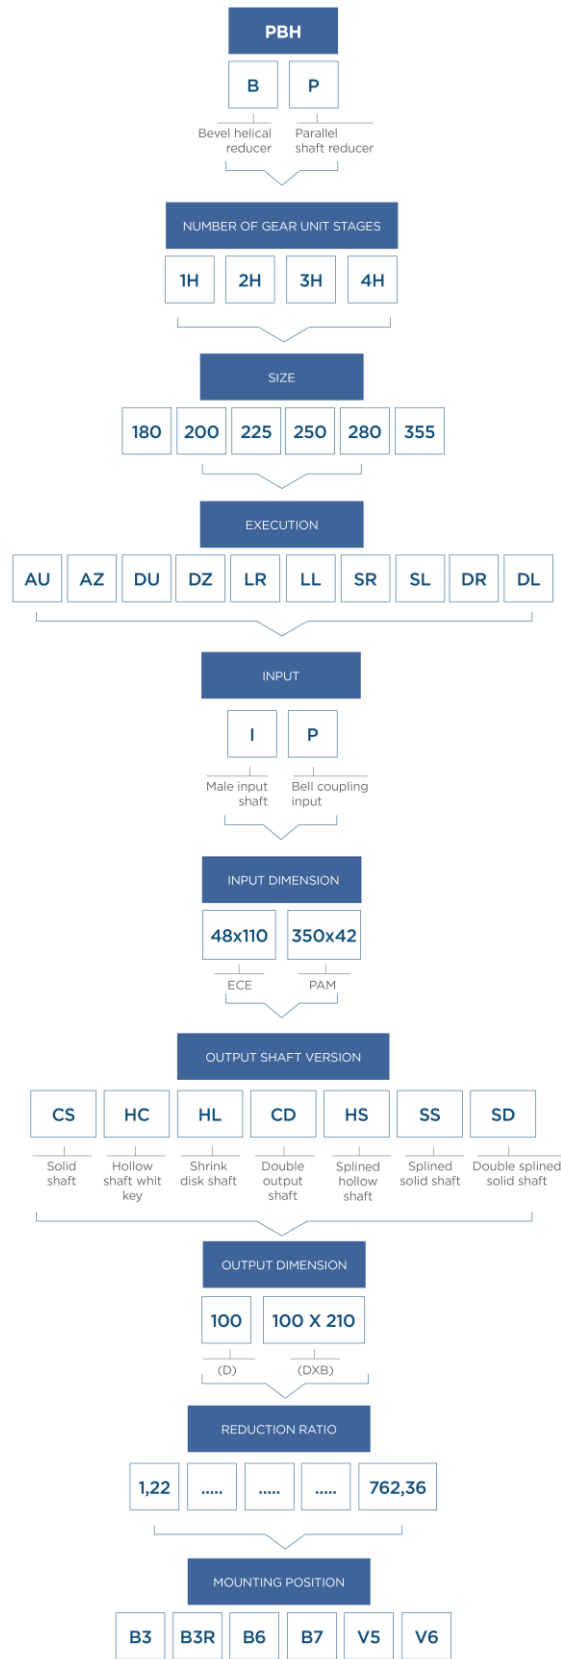 PBH
B P
Bevel helical Parallel
reducer shaft reducer
NUMBER OF GEAR UNIT STAGES
1H 2H 3H 4H
SIZE
180 200 225 250 280 355
EXECUTION
AU AZ DU DZ LR LL SR SL DR DL
INPUT
I P
Male input Bell coupling
shaft input
INPUT DIMENSION
48x110 350x42
ECE PAM
OUTPUT SHAFT VERSION
CS HC HL CD HS SS SD
Solid Hollow Shrink Double Splined Splined Double splined
shaft shaft whit disk shaft output hollow solid shaft solid shaft
key shaft shaft
OUTPUT DIMENSION
100 100 X 210
(D) (DXB)
REDUCTION RATIO
1,22 ..... ..... ..... 762,36
MOUNTING POSITION
B3 B3R B6 B7 V5 V6